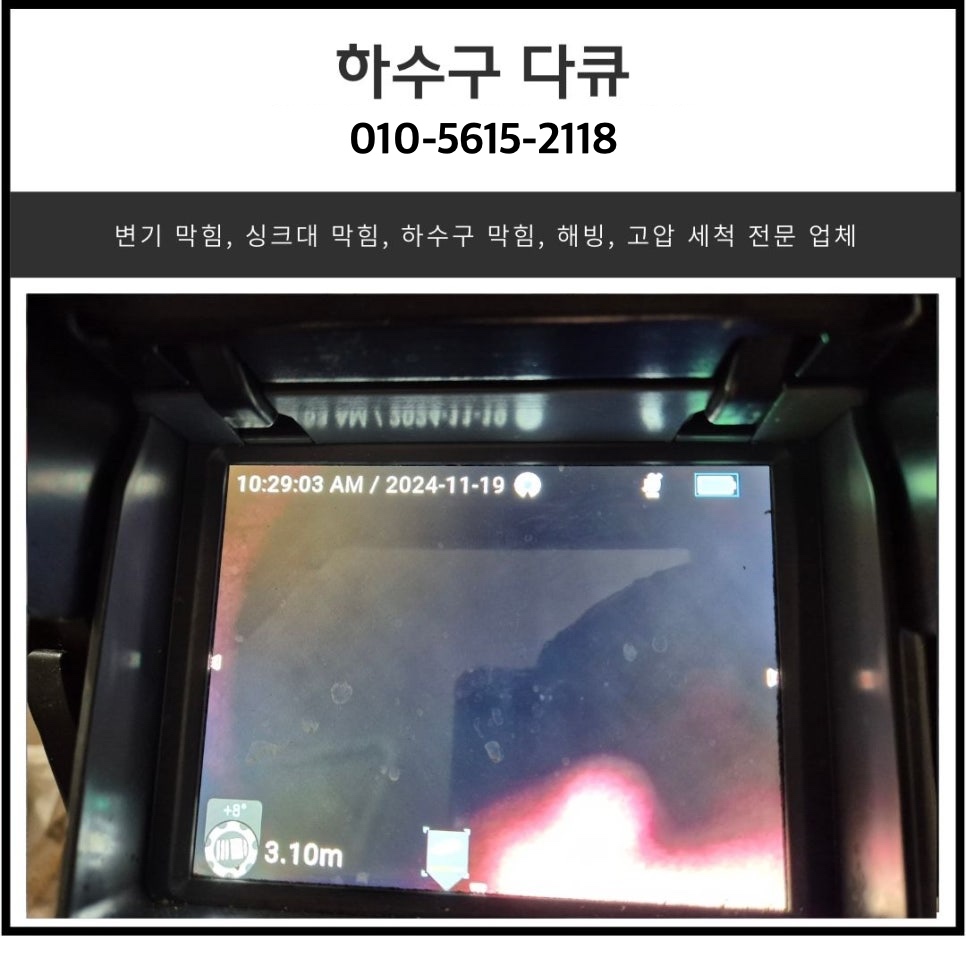 하수구 다큐
010-5615-2118
변기 막힘, 싱크대 막힘, 하수구 막힘, 해빙, 고압 세척 전문 업체
10:29:03 AM / 2024-11-19
+8°
3.10m